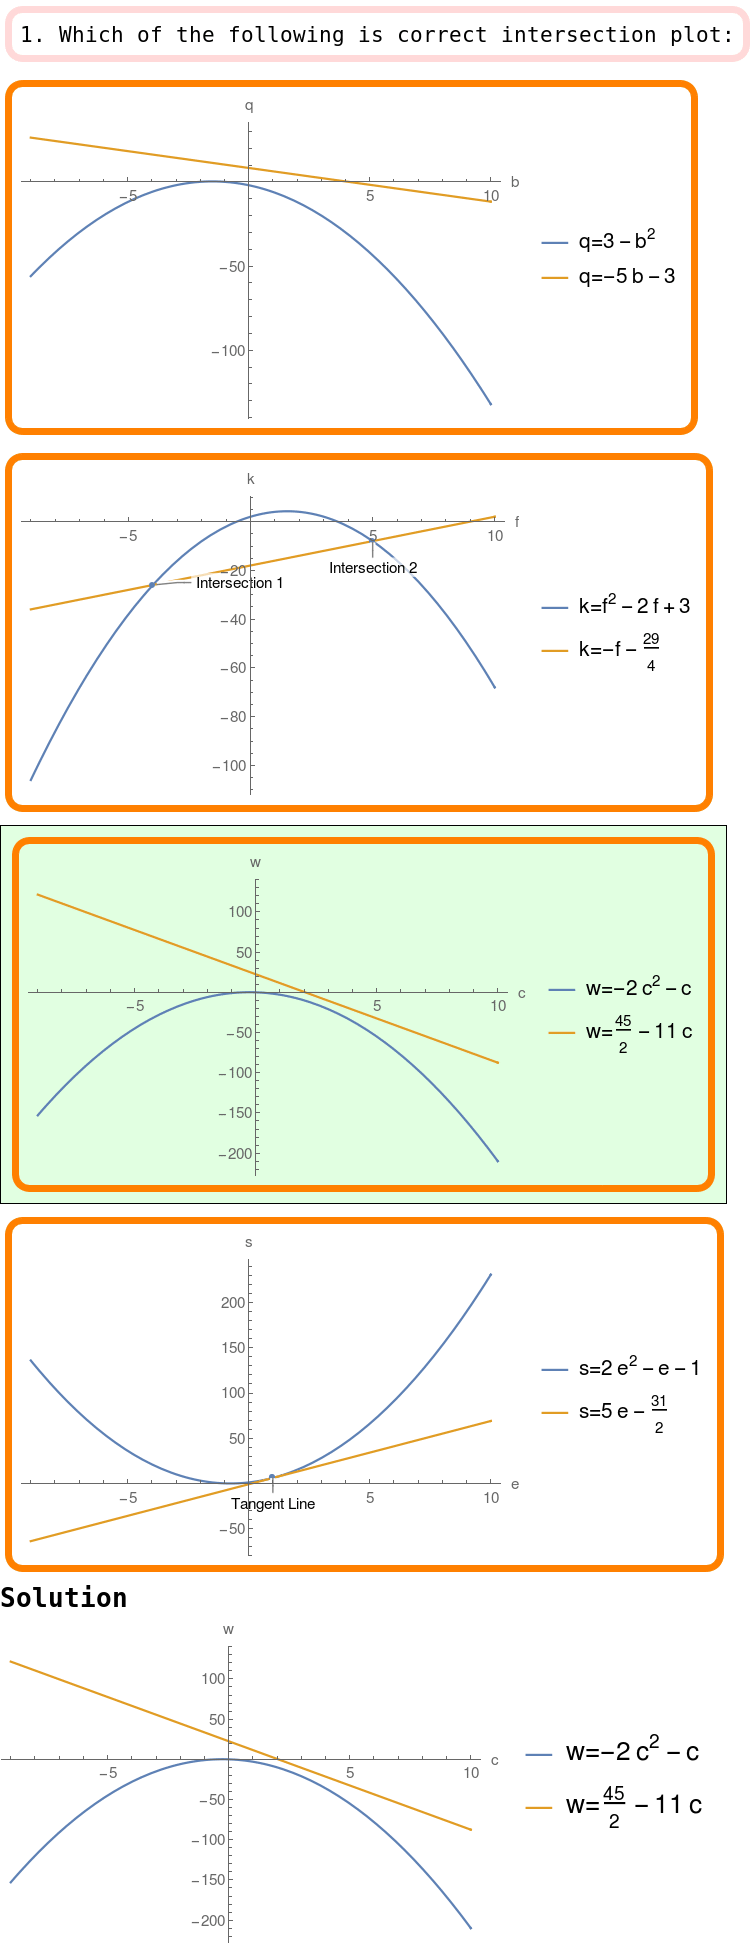 1. Which of the following is correct intersection plot:
q
b
−5
5
10
−50
−100
q=3 − b²
q=−5 b − 3
k
f
−5
5
10
−20
Intersection 1
Intersection 2
−40
−60
−80
−100
k=f² − 2 f + 3
k=−f − 29/4
w
c
100
50
−5
5
10
−50
−100
−150
−200
w=−2 c² − c
w=45/2 − 11 c
s
e
200
150
100
50
−5
5
10
Tangent Line
−50
s=2 e² − e − 1
s=5 e − 31/2
Solution
w
c
100
50
−5
5
10
−50
−100
−150
−200
w=−2 c² − c
w=45/2 − 11 c